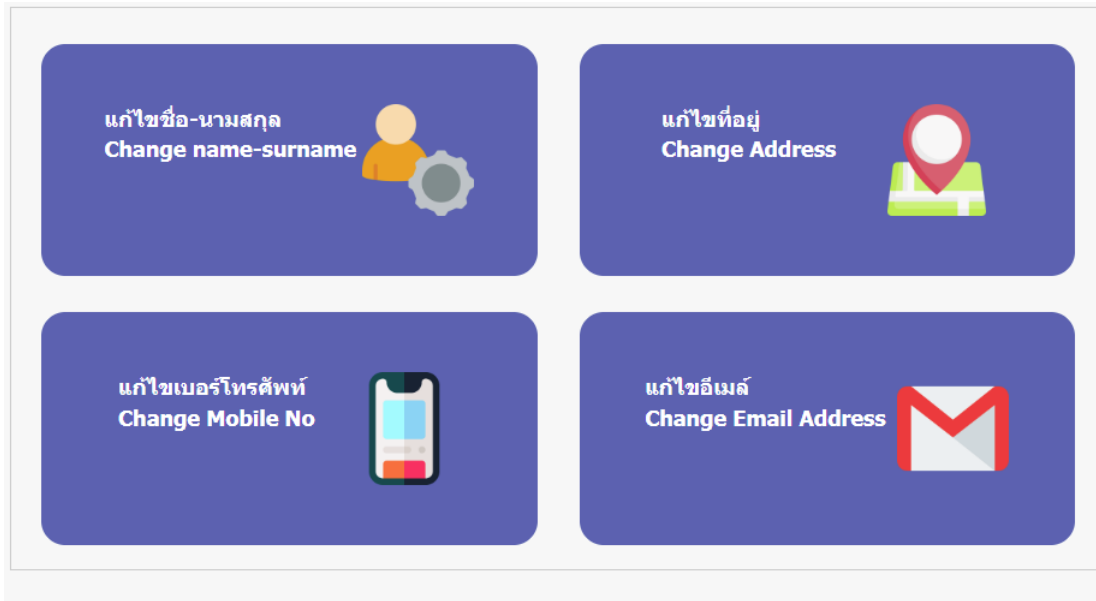 แก้ไขชื่อ-นามสกุล
Change name-surname
แก้ไขที่อยู่
Change Address
แก้ไขเบอร์โทรศัพท์
Change Mobile No
แก้ไขอีเมล์
Change Email Address